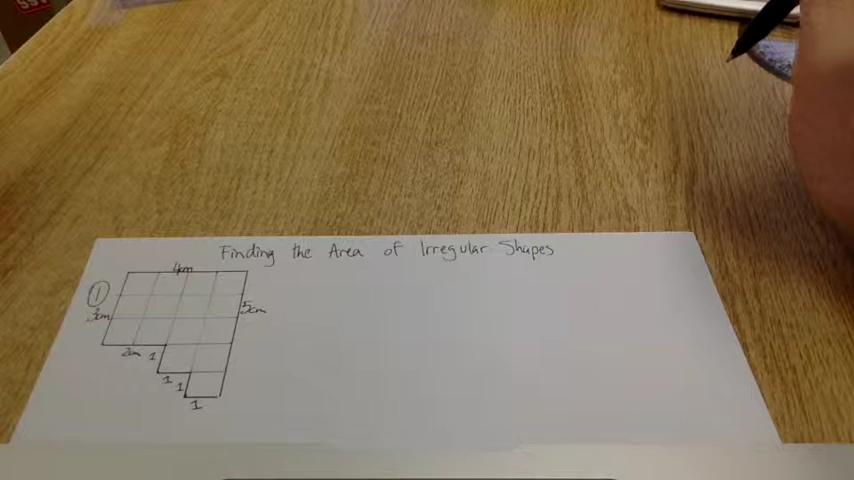 Finding the Area of Irregular Shapes
1
4cm
3cm
5cm
2cm 1
1 1
1